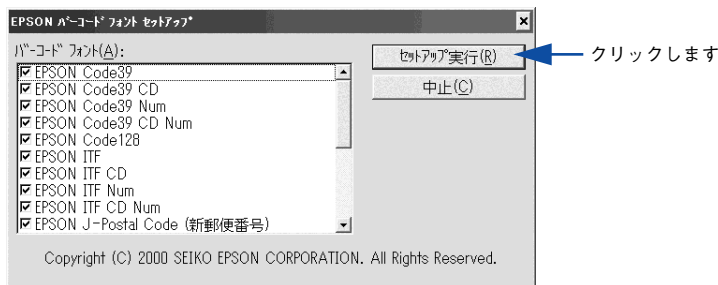 EPSON ﾊﾞｰｺｰﾄﾞ ﾌｫﾝﾄ ｾｯﾄｱｯﾌﾟ
ﾊﾞｰｺｰﾄﾞ ﾌｫﾝﾄ(A):
EPSON Code39
EPSON Code39 CD
EPSON Code39 Num
EPSON Code39 CD Num
EPSON Code128
EPSON ITF
EPSON ITF CD
EPSON ITF Num
EPSON ITF CD Num
EPSON J-Postal Code (新郵便番号)
ｾｯﾄｱｯﾌﾟ実行(R)
クリックします
中止(C)
Copyright (C) 2000 SEIKO EPSON CORPORATION. All Rights Reserved.